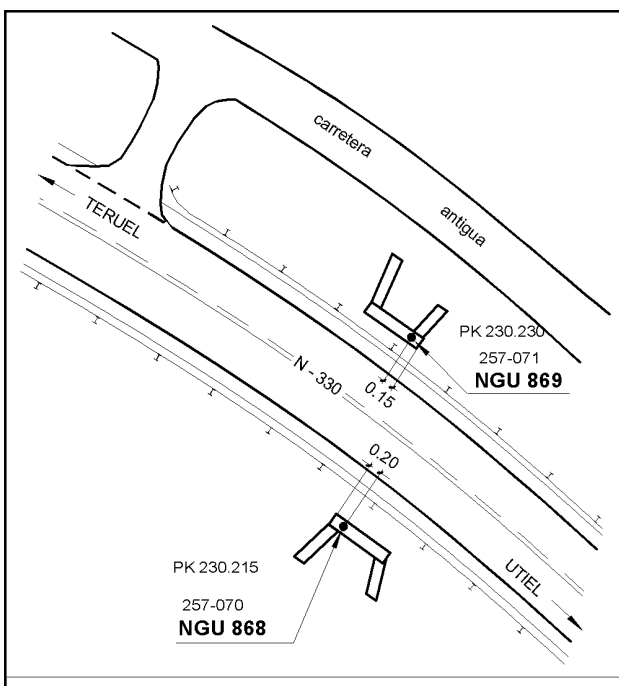 carretera
antigua
TERUEL
PK 230.230
257-071
NGU 869
N - 330
0.15
0.20
PK 230.215
257-070
NGU 868
UTIEL